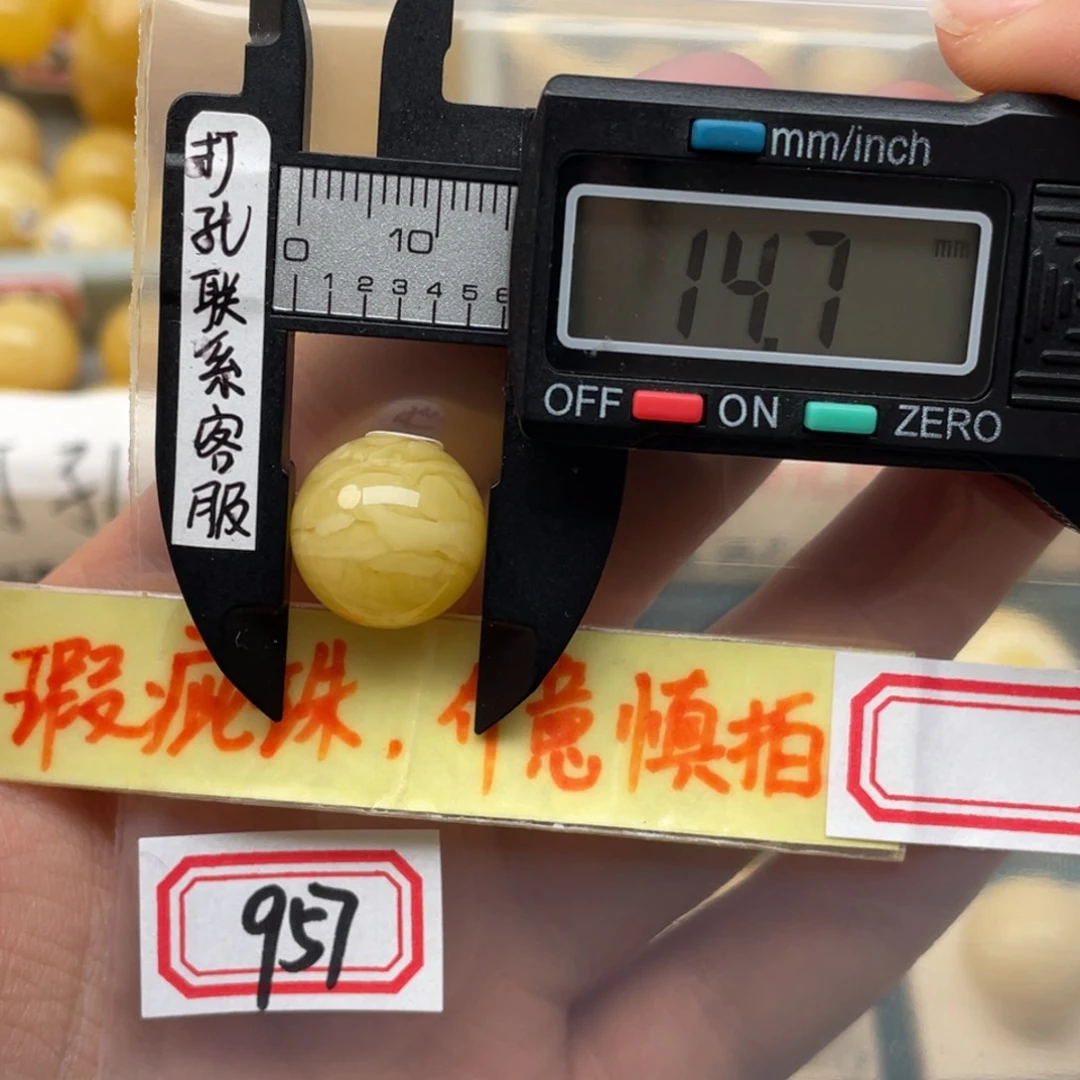 打孔联系客服
mm/inch
0 10
1 2 3 4 5 6
14.7 mm
OFF ON ZERO
瑕疵珠，介意慎拍
957
孔